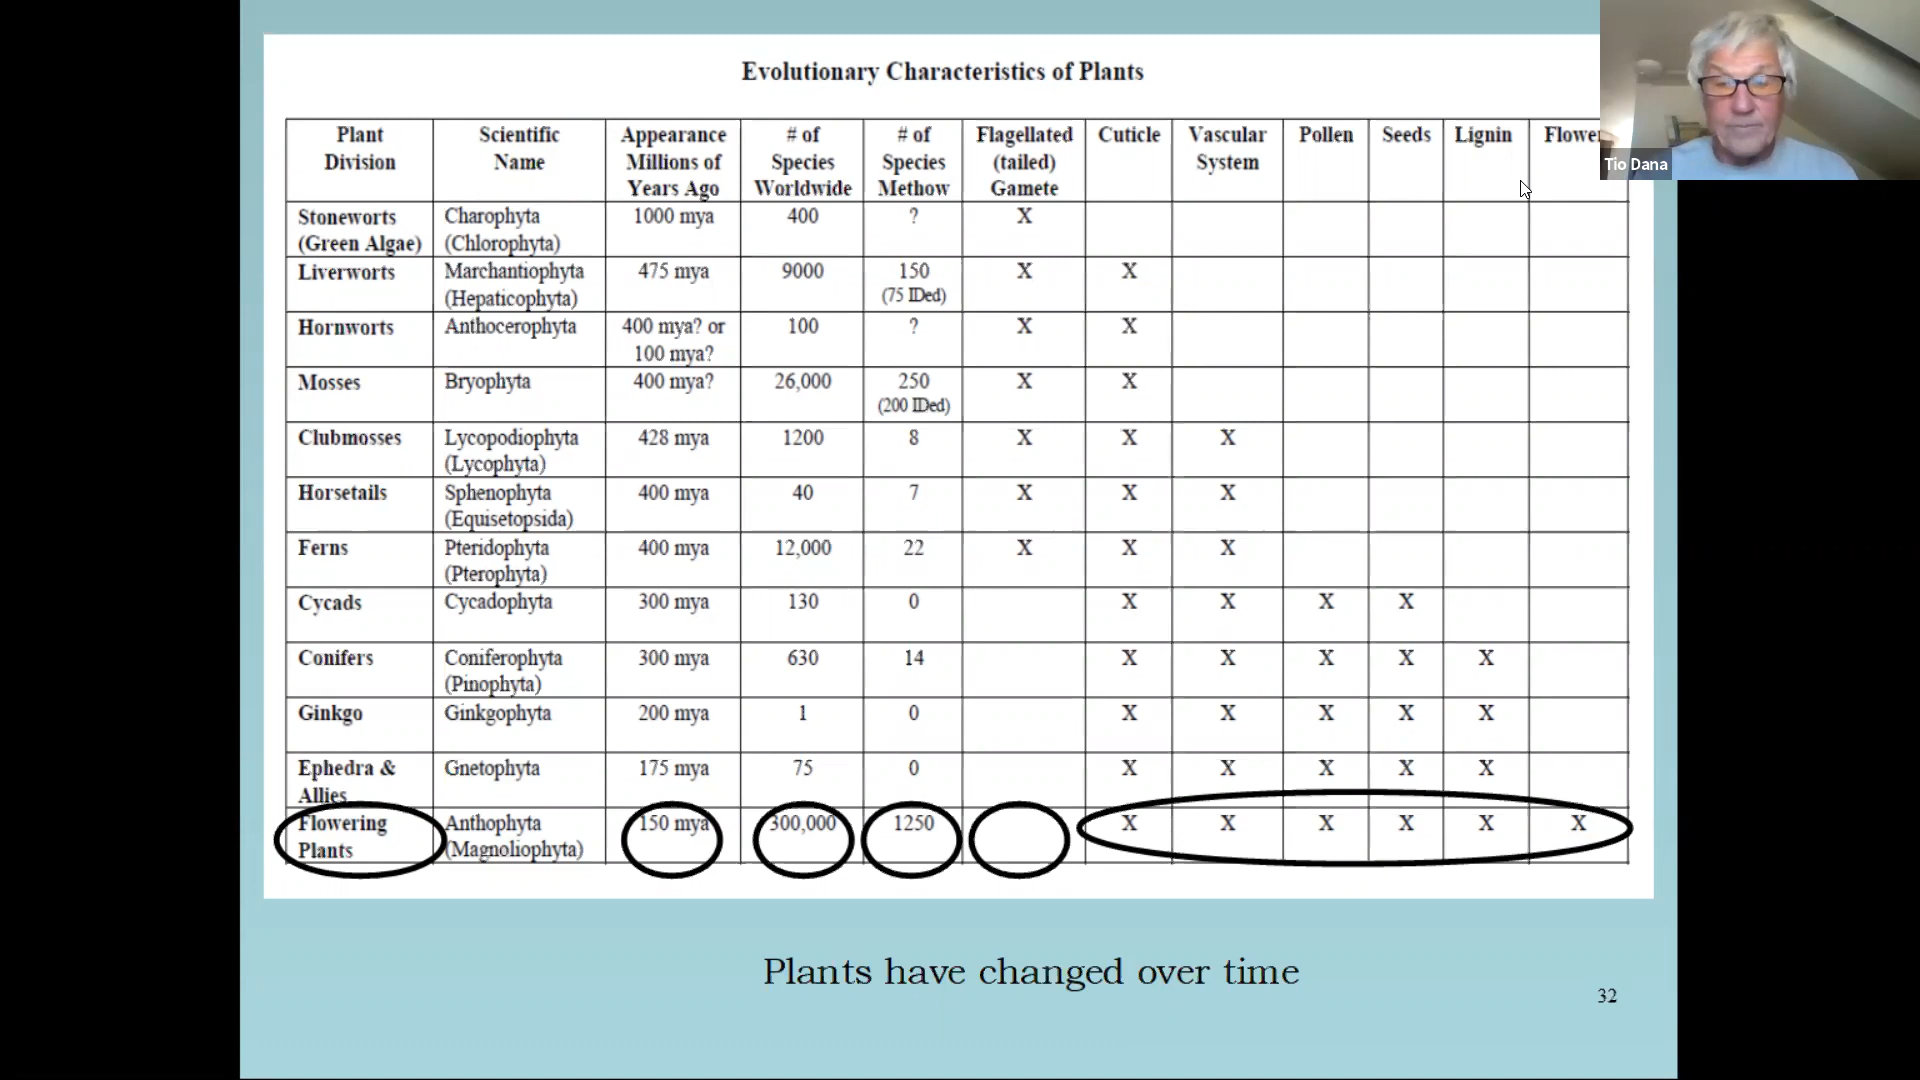 Evolutionary Characteristics of Plants
Plant Division | Scientific Name | Appearance Millions of Years Ago | # of Species Worldwide | # of Species Methow | Flagellated (tailed) Gamete | Cuticle | Vascular System | Pollen | Seeds | Lignin | Flower
Stoneworts (Green Algae) | Charophyta (Chlorophyta) | 1000 mya | 400 | ? | X
Liverworts | Marchantiophyta (Hepaticophyta) | 475 mya | 9000 | 150 (75 IDed) | X | X
Hornworts | Anthocerophyta | 400 mya? or 100 mya? | 100 | ? | X | X
Mosses | Bryophyta | 400 mya? | 26,000 | 250 (200 IDed) | X | X
Clubmosses | Lycopodiophyta (Lycophyta) | 428 mya | 1200 | 8 | X | X | X
Horsetails | Sphenophyta (Equisetopsida) | 400 mya | 40 | 7 | X | X | X
Ferns | Pteridophyta (Pterophyta) | 400 mya | 12,000 | 22 | X | X | X
Cycads | Cycadophyta | 300 mya | 130 | 0 | | X | X | X | X
Conifers | Coniferophyta (Pinophyta) | 300 mya | 630 | 14 | | X | X | X | X | X
Ginkgo | Ginkgophyta | 200 mya | 1 | 0 | | X | X | X | X | X
Ephedra & Allies | Gnetophyta | 175 mya | 75 | 0 | | X | X | X | X | X
Flowering Plants | Anthophyta (Magnoliophyta) | 150 mya | 300,000 | 1250 | | X | X | X | X | X | X
Plants have changed over time
32
Tio Dana